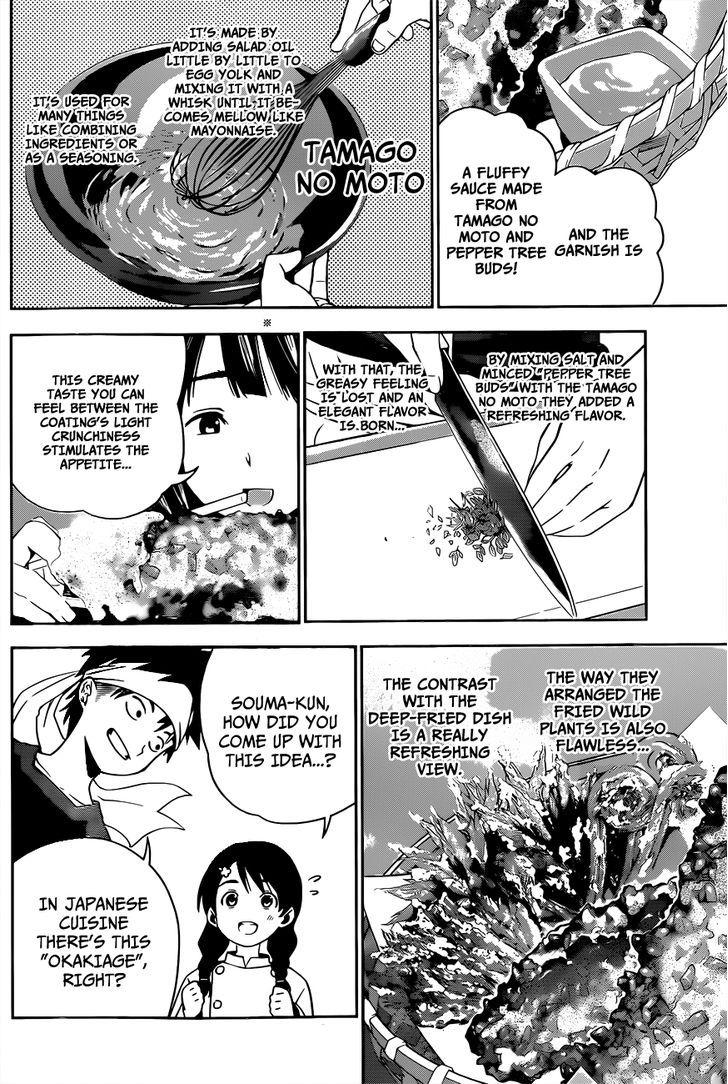 AND THE
GARNISH IS
A FLUFFY
SAUCE MADE
FROM
TAMAGO NO
MOTO AND
PEPPER TREE
BUDS!
TAMAGO
NO MOTO
IT'S MADE BY
ADDING SALAD OIL
LITTLE BY LITTLE TO
EGG YOLK AND
MIXING IT WITH A
WHISK UNTIL IT BE-
COMES MELLOW LIKE
MAYONNAISE.
IT'S USED FOR
MANY THINGS
LIKE COMBINING
INGREDIENTS OR
AS A SEASONING.
※
BY MIXING SALT AND
MINCED "PEPPER TREE
BUDS" WITH THE TAMAGO
NO MOTO THEY ADDED A
REFRESHING FLAVOR.
WITH THAT, THE
GREASY FEELING
IS LOST AND AN
ELEGANT FLAVOR
IS BORN...
THIS CREAMY
TASTE YOU CAN
FEEL BETWEEN THE
COATING'S LIGHT
CRUNCHINESS
STIMULATES THE
APPETITE...
THE WAY THEY
ARRANGED THE
FRIED WILD
PLANTS IS ALSO
FLAWLESS...
THE CONTRAST
WITH THE
DEEP-FRIED DISH
IS A REALLY
REFRESHING
VIEW.
SOUMA-KUN,
HOW DID YOU
COME UP WITH
THIS IDEA...?
IN JAPANESE
CUISINE
THERE'S THIS
"OKAKIAGE",
RIGHT?